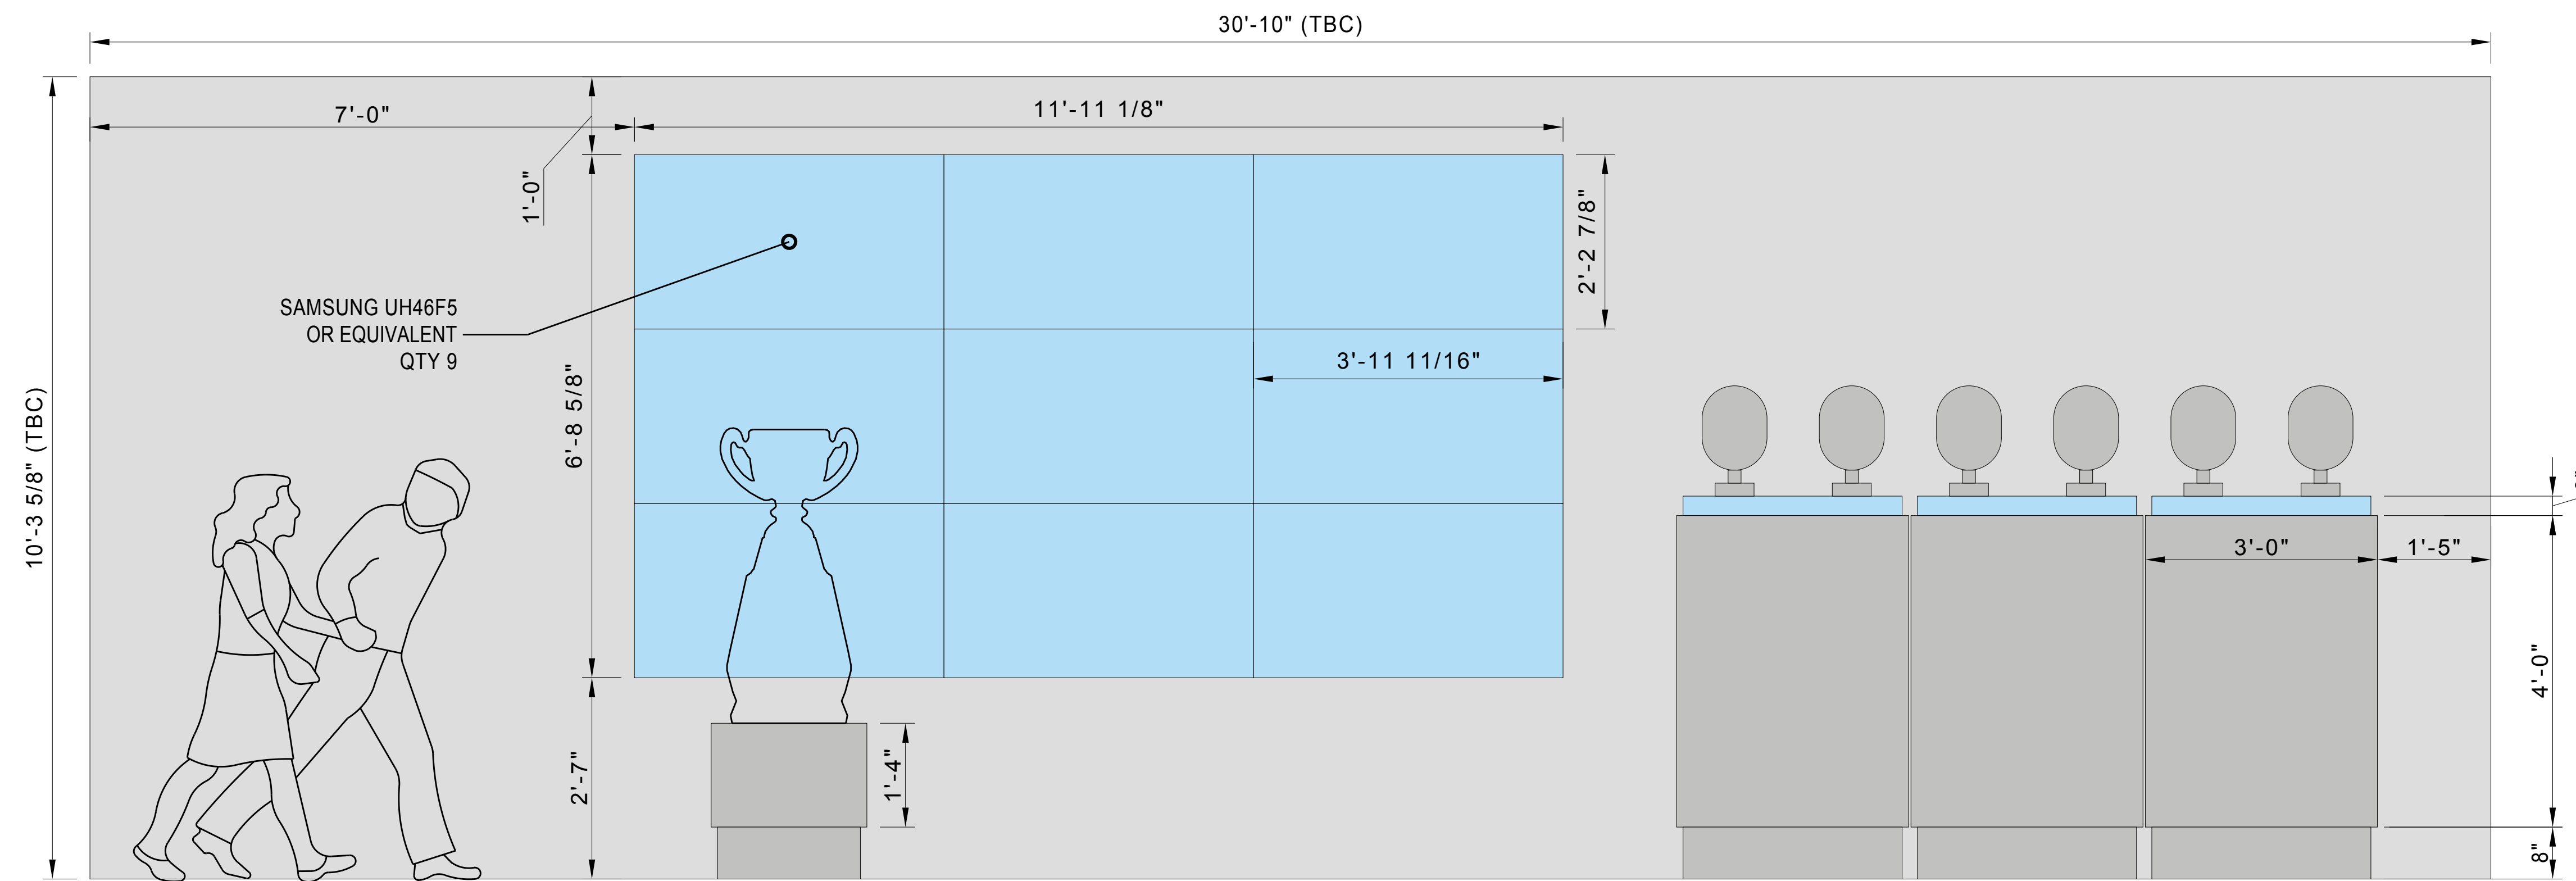 30'-10" (TBC)
7'-0"
11'-11 1/8"
1'-0"
2'-2 7/8"
SAMSUNG UH46F5
OR EQUIVALENT
QTY 9
3'-11 11/16"
6'-8 5/8"
10'-3 5/8" (TBC)
3'-0"
1'-5"
4'-0"
2'-7"
1'-4"
8"